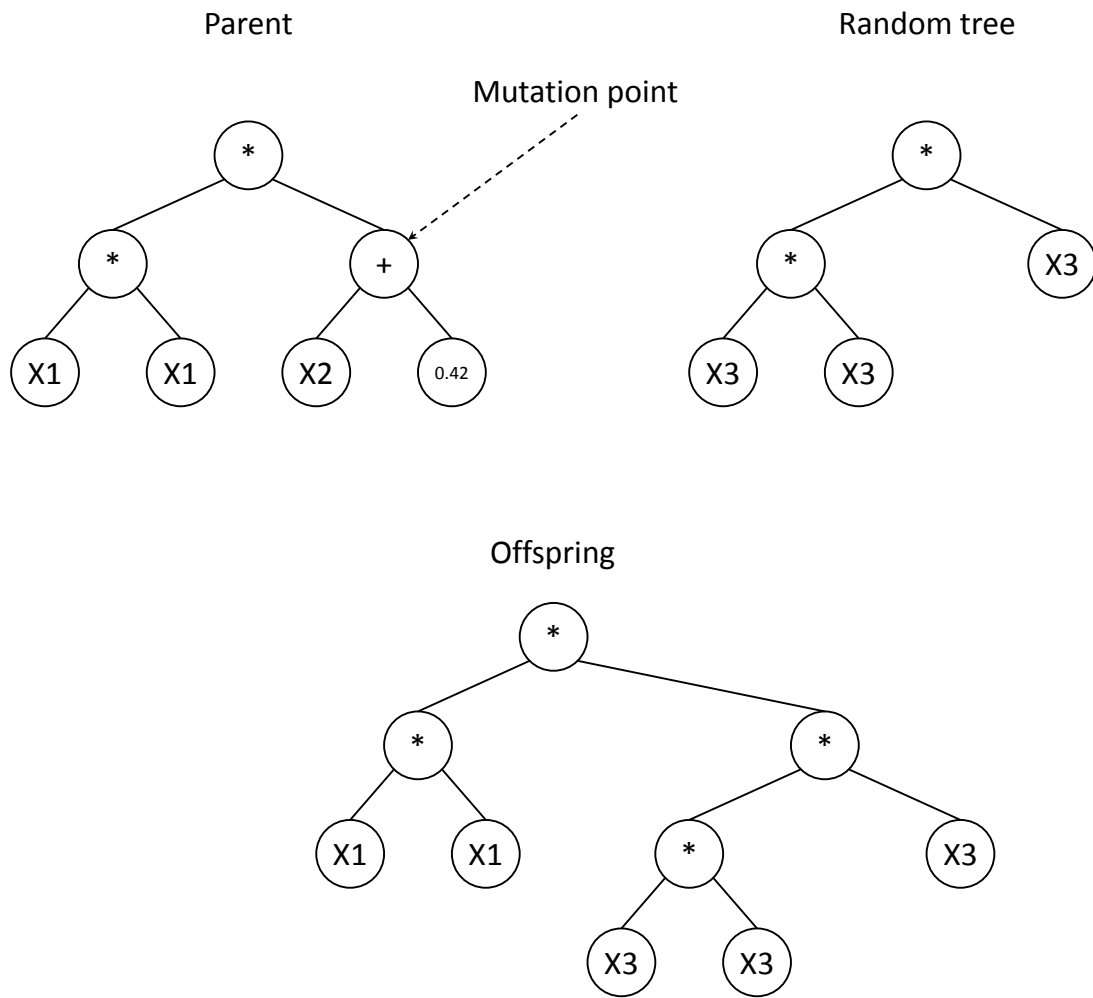 Parent
Random tree
Mutation point
*
*
*
+
*
X3
X1
X1
X2
0.42
X3
X3
Offspring
*
*
*
X1
X1
*
X3
X3
X3